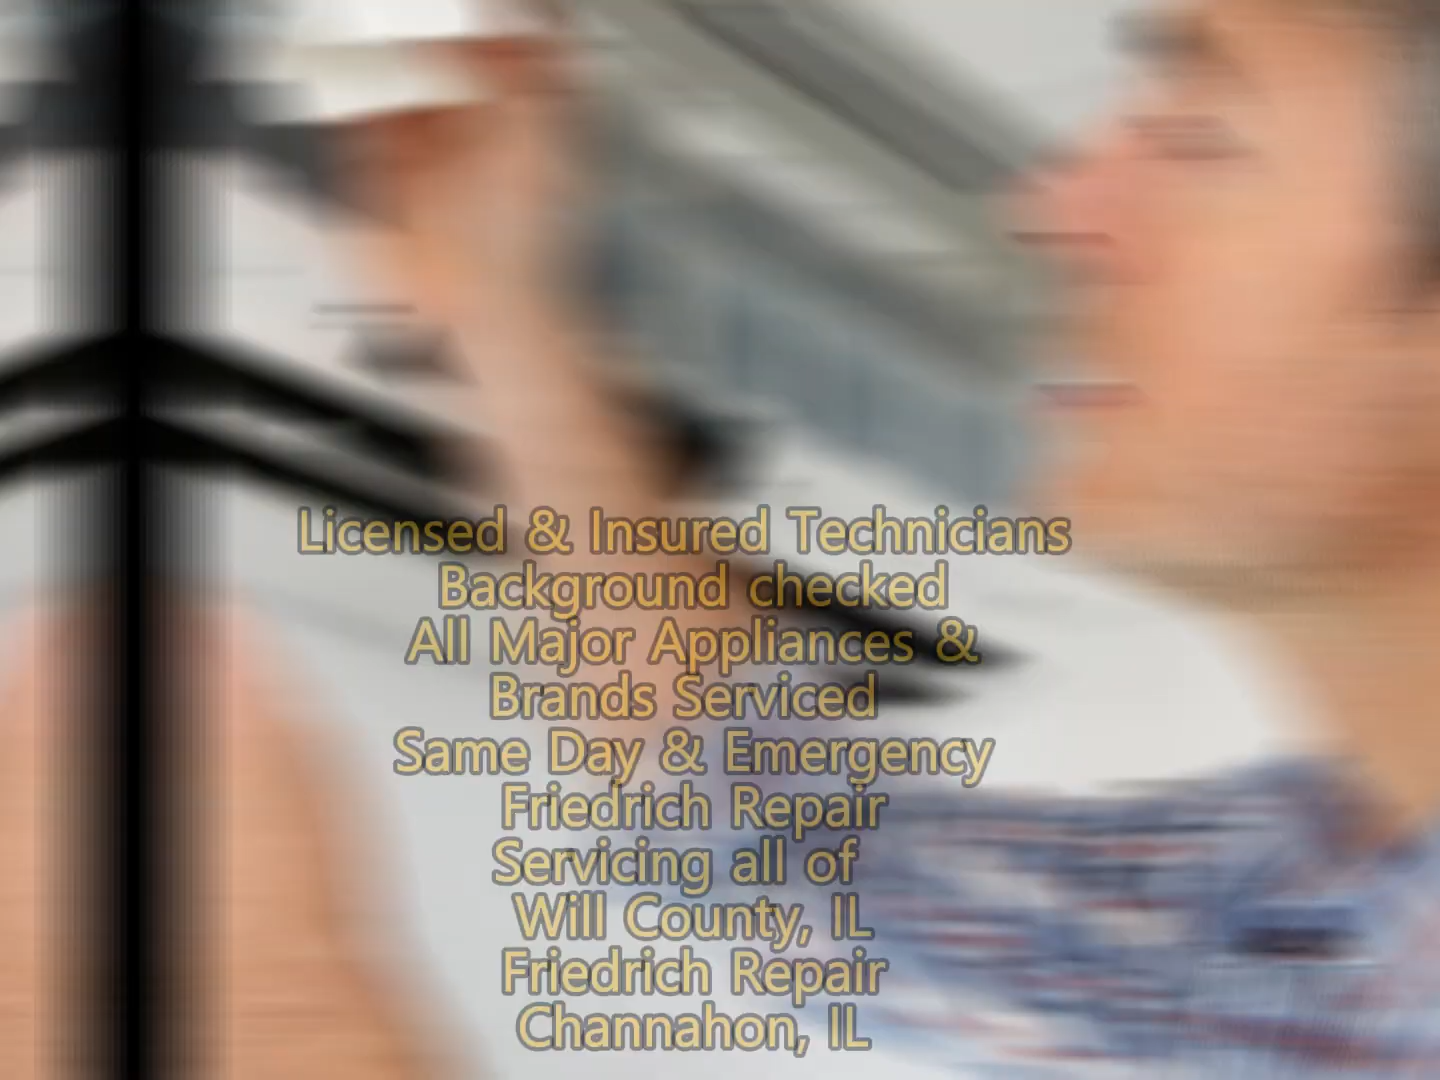 Licensed & Insured Technicians
Background checked
All Major Appliances &
Brands Serviced
Same Day & Emergency
Friedrich Repair
Servicing all of
Will County, IL
Friedrich Repair
Channahon, IL